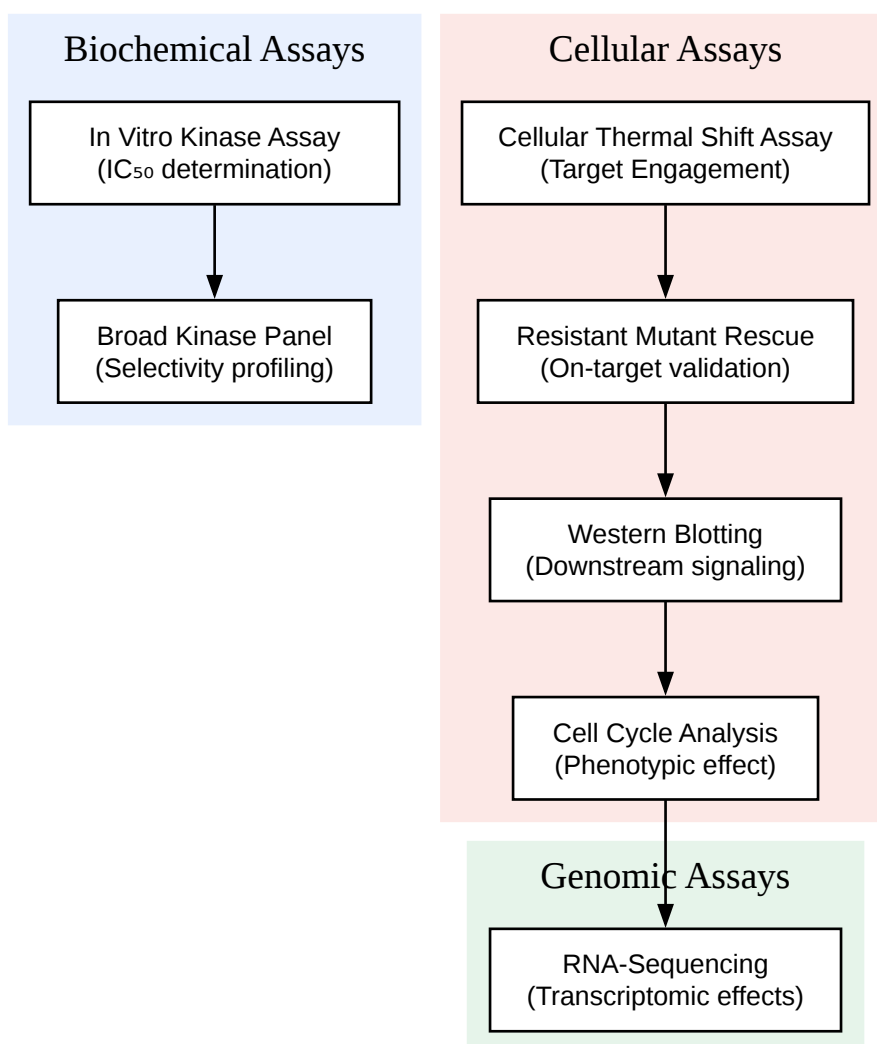 Biochemical Assays
In Vitro Kinase Assay
(IC₅₀ determination)
Broad Kinase Panel
(Selectivity profiling)
Cellular Assays
Cellular Thermal Shift Assay
(Target Engagement)
Resistant Mutant Rescue
(On-target validation)
Western Blotting
(Downstream signaling)
Cell Cycle Analysis
(Phenotypic effect)
Genomic Assays
RNA-Sequencing
(Transcriptomic effects)